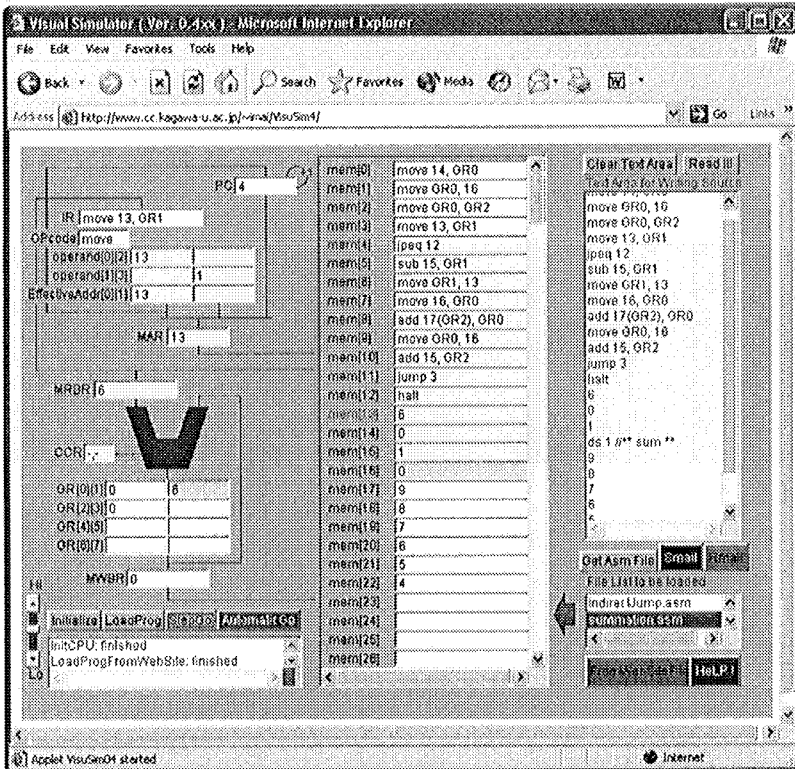 Visual Simulator ( Ver. 0.4xx ) - Microsoft Internet Explorer
File Edit View Favorites Tools Help
Back Search Favorites Media
Address http://www.cc.kagawa-u.ac.jp/~imai/VisuSim4/ Go Links »
PC 4 +1
IR move 13, GR1
OPcode move
operand[0][2] 13
operand[1][3] 1
EffectiveAddr[0][1] 13
MAR 13
MRBR 6
CCR -,-
GR[0][1] 0 6
GR[2][3] 0
GR[4][5]
GR[6][7]
MWBR 0
Hi
Lo
Initialize LoadProg StepGo Automatic Go
InitCPU: finished
LoadProgFromWebSite: finished
mem[0] move 14, GR0
mem[1] move GR0, 16
mem[2] move GR0, GR2
mem[3] move 13, GR1
mem[4] jpeq 12
mem[5] sub 15, GR1
mem[6] move GR1, 13
mem[7] move 16, GR0
mem[8] add 17(GR2), GR0
mem[9] move GR0, 16
mem[10] add 15, GR2
mem[11] jump 3
mem[12] halt
mem[13] 6
mem[14] 0
mem[15] 1
mem[16] 0
mem[17] 9
mem[18] 8
mem[19] 7
mem[20] 6
mem[21] 5
mem[22] 4
mem[23]
mem[24]
mem[25]
mem[26]
Clear Text Area Read It!
Text Area for Writing Source
move GR0, 16
move GR0, GR2
move 13, GR1
jpeq 12
sub 15, GR1
move GR1, 13
move 16, GR0
add 17(GR2), GR0
move GR0, 16
add 15, GR2
jump 3
halt
6
0
1
ds 1 //** sum **
9
8
7
6
Get Asm File Smail Rmail
File List to be loaded
indirectJump.asm
summation.asm
HeLP!
Applet VisuSim04 started Internet